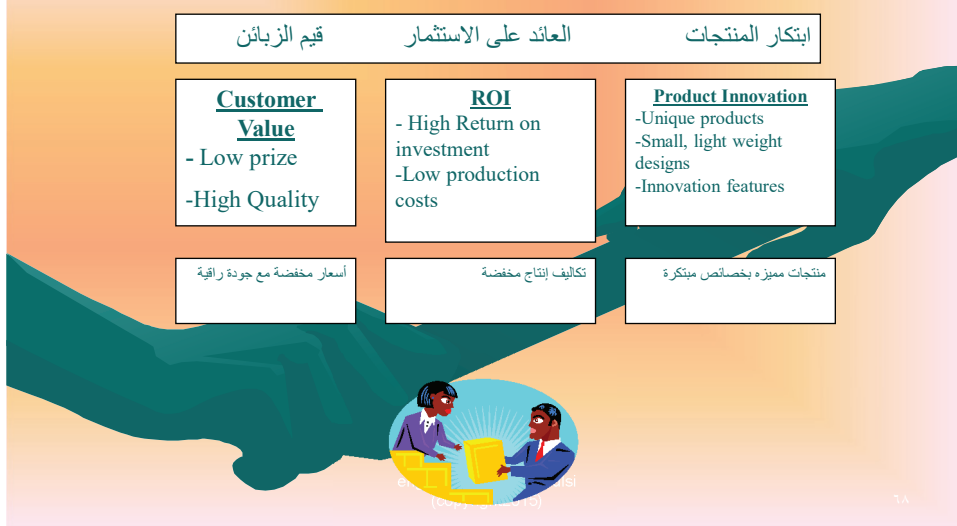 ابتكار المنتجات العائد على الاستثمار قيم الزبائن
Customer
Value
- Low prize
-High Quality
ROI
- High Return on
investment
-Low production
costs
Product Innovation
-Unique products
-Small, light weight
designs
-Innovation features
أسعار مخفضة مع جودة راقية
تكاليف إنتاج مخفضة
منتجات مميزه بخصائص مبتكرة
٦٨